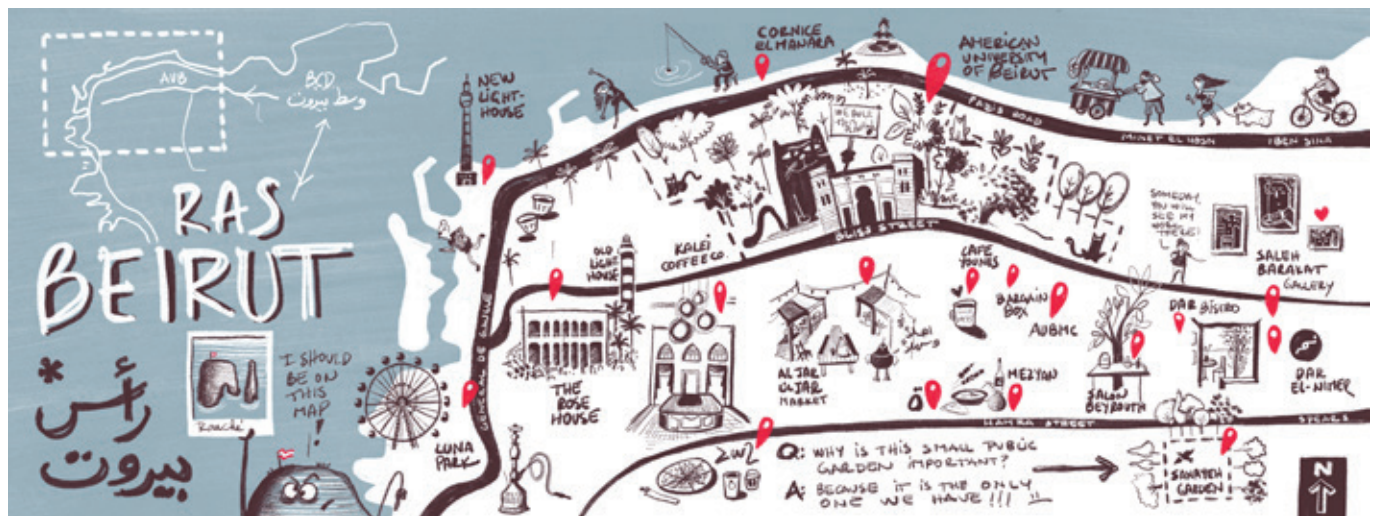 AUB
BCD
وسط بيروت
RAS
BEIRUT
* رأس
بيروت
Raouché
I SHOULD
BE ON
THIS
MAP
!
NEW
LIGHT-
HOUSE
CORNICE
EL MANARA
AMERICAN
UNIVERSITY
OF BEIRUT
PARIS ROAD
MINET EL HOSN
IBEN SINA
BLISS STREET
GENERAL DE GAULLE
OLD
LIGHT
HOUSE
KALEI
COFFEE CO.
THE
ROSE
HOUSE
LUNA
PARK
AL JAR
LIL JAR
MARKET
CAFE
YOUNES
BARGAIN
BOX
AUBMC
MEZYAN
SALON
BEYROUTH
SOMEDAY,
YOU WILL
SEE MY
WORK
HERE!
SALEH
BARAKAT
GALLERY
DAR BISTRO
DAR
EL-NIMER
HAMRA STREET
SPEARS
Q: WHY IS THIS SMALL PUBLIC
GARDEN IMPORTANT?
A: BECAUSE IT IS THE ONLY
ONE WE HAVE!!!
SANAYEH
GARDEN
N